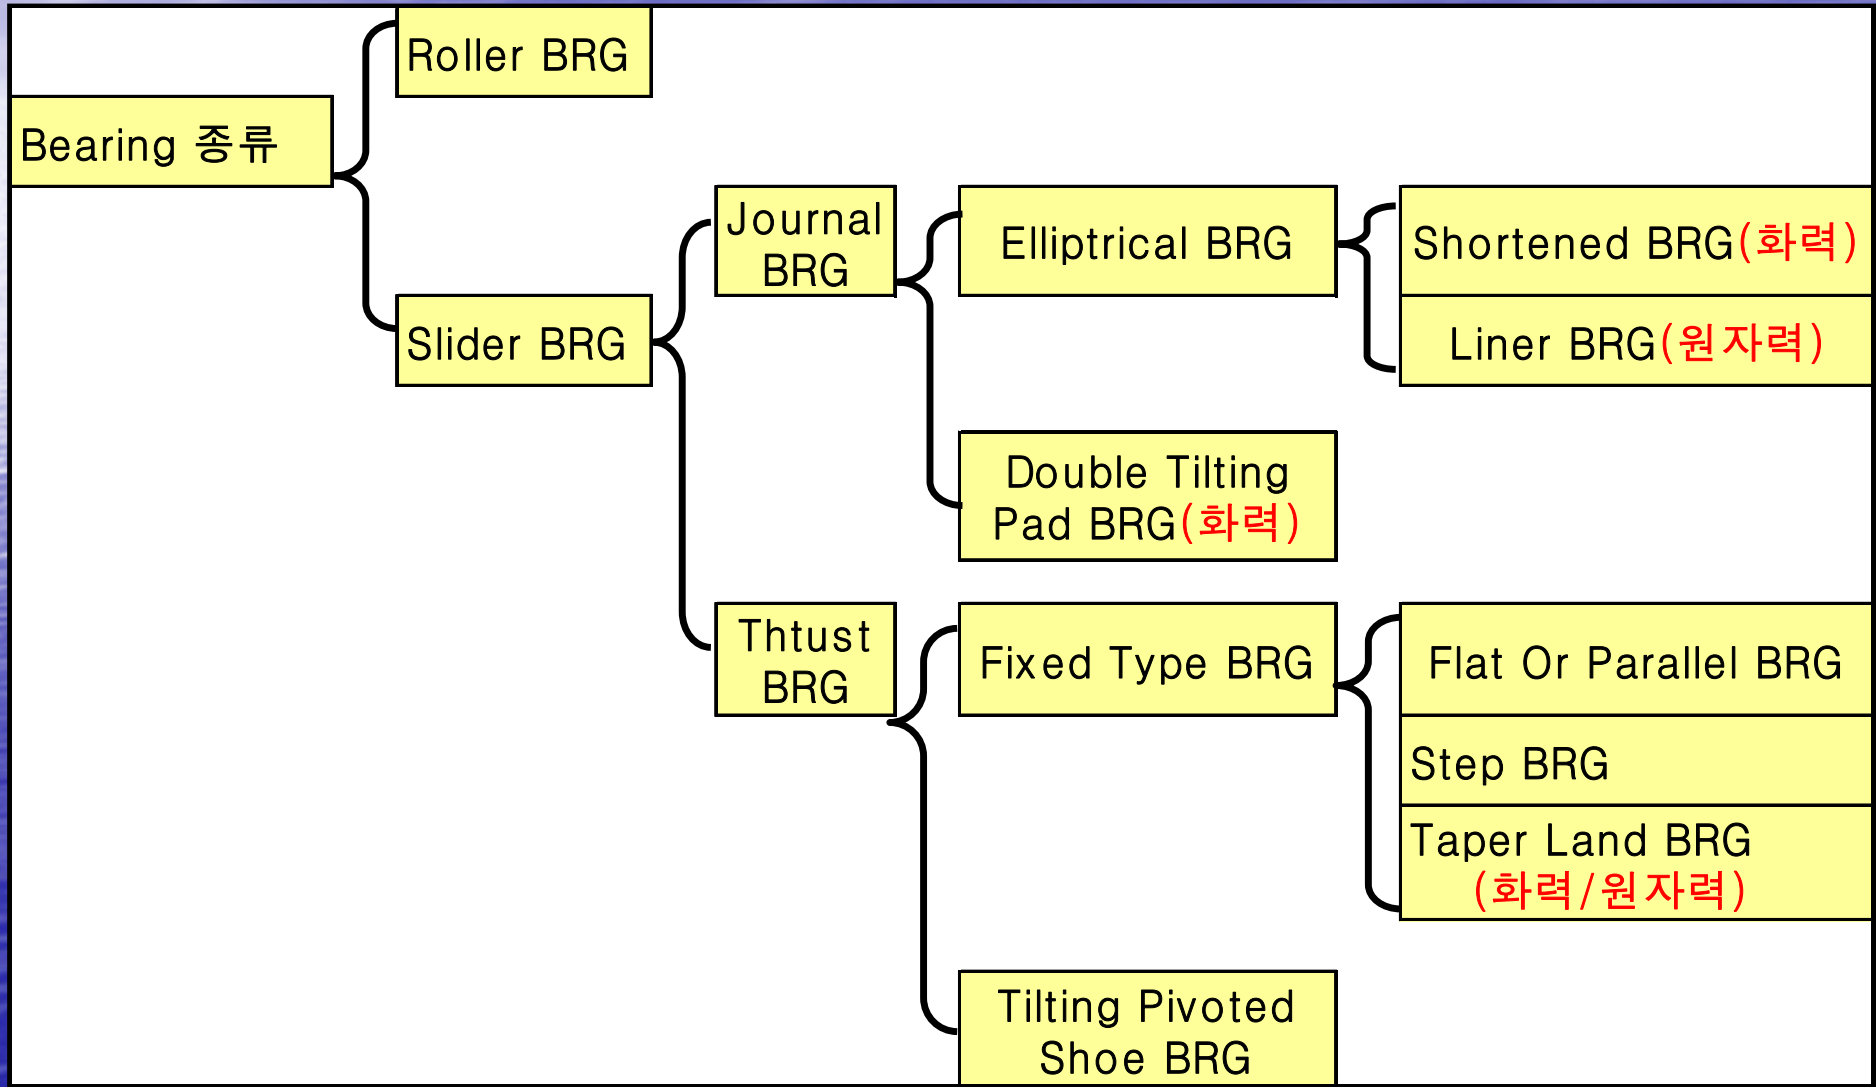 Roller BRG
Bearing 종류
Journal
BRG
Elliptrical BRG
Shortened BRG(화력)
Slider BRG
Liner BRG(원자력)
Double Tilting
Pad BRG(화력)
Thtust
BRG
Fixed Type BRG
Flat Or Parallel BRG
Step BRG
Taper Land BRG
(화력/원자력)
Tilting Pivoted
Shoe BRG